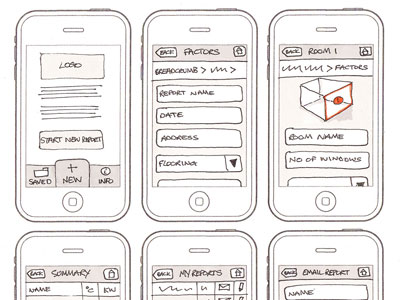 LOGO
START NEW REPORT
SAVED
+
NEW
i
INFO
BACK
FACTORS
BREADCRUMB >
>
REPORT NAME
DATE
ADDRESS
FLOORING
BACK
ROOM 1
> FACTORS
ROOM NAME
NO OF WINDOWS
BACK
SUMMARY
NAME
°C
KW
BACK
MY REPORTS
BACK
EMAIL REPORT
NAME